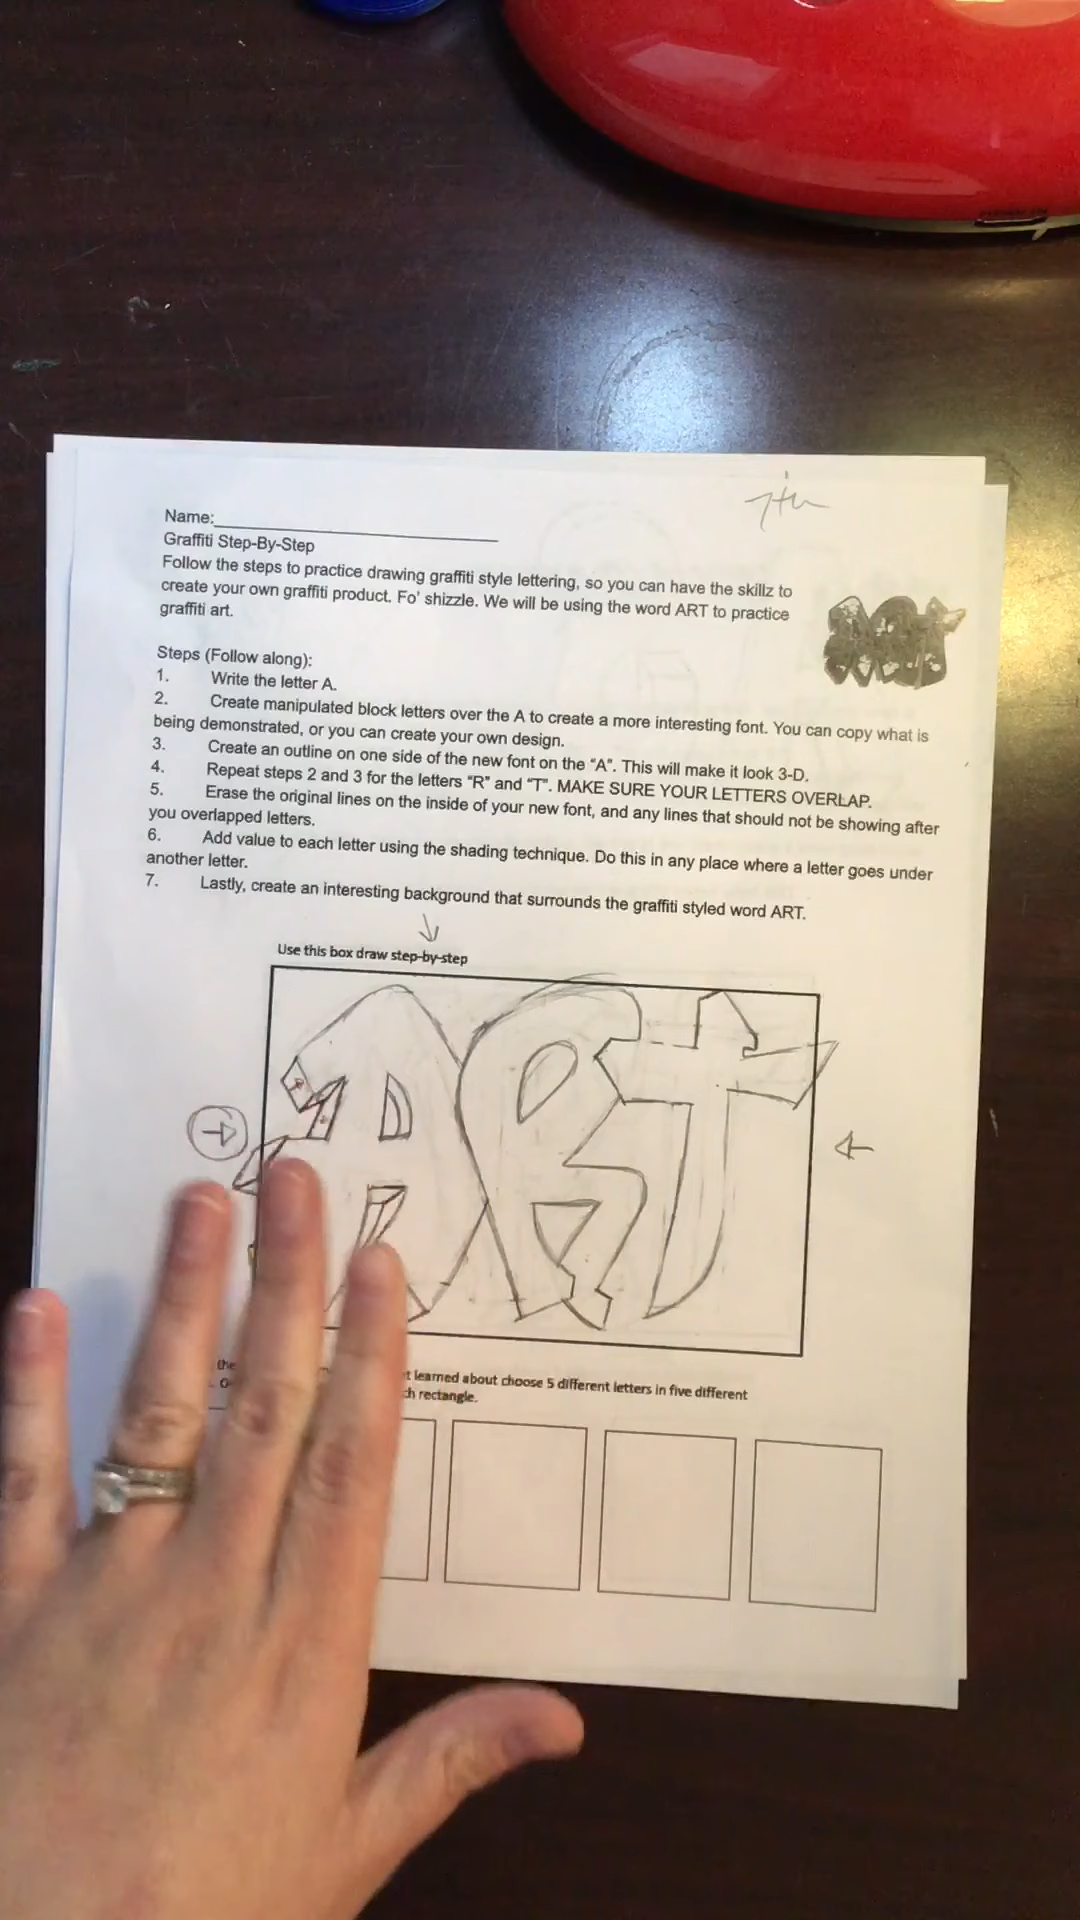 7th
Name:
Graffiti Step-By-Step
Follow the steps to practice drawing graffiti style lettering, so you can have the skillz to
create your own graffiti product. Fo' shizzle. We will be using the word ART to practice
graffiti art.
Steps (Follow along):
1. Write the letter A.
2. Create manipulated block letters over the A to create a more interesting font. You can copy what is
being demonstrated, or you can create your own design.
3. Create an outline on one side of the new font on the “A”. This will make it look 3-D.
4. Repeat steps 2 and 3 for the letters “R” and “T”. MAKE SURE YOUR LETTERS OVERLAP.
5. Erase the original lines on the inside of your new font, and any lines that should not be showing after
you overlapped letters.
6. Add value to each letter using the shading technique. Do this in any place where a letter goes under
another letter.
7. Lastly, create an interesting background that surrounds the graffiti styled word ART.
Use this box draw step-by-step
ARt
the learned about choose 5 different letters in five different
rectangle.